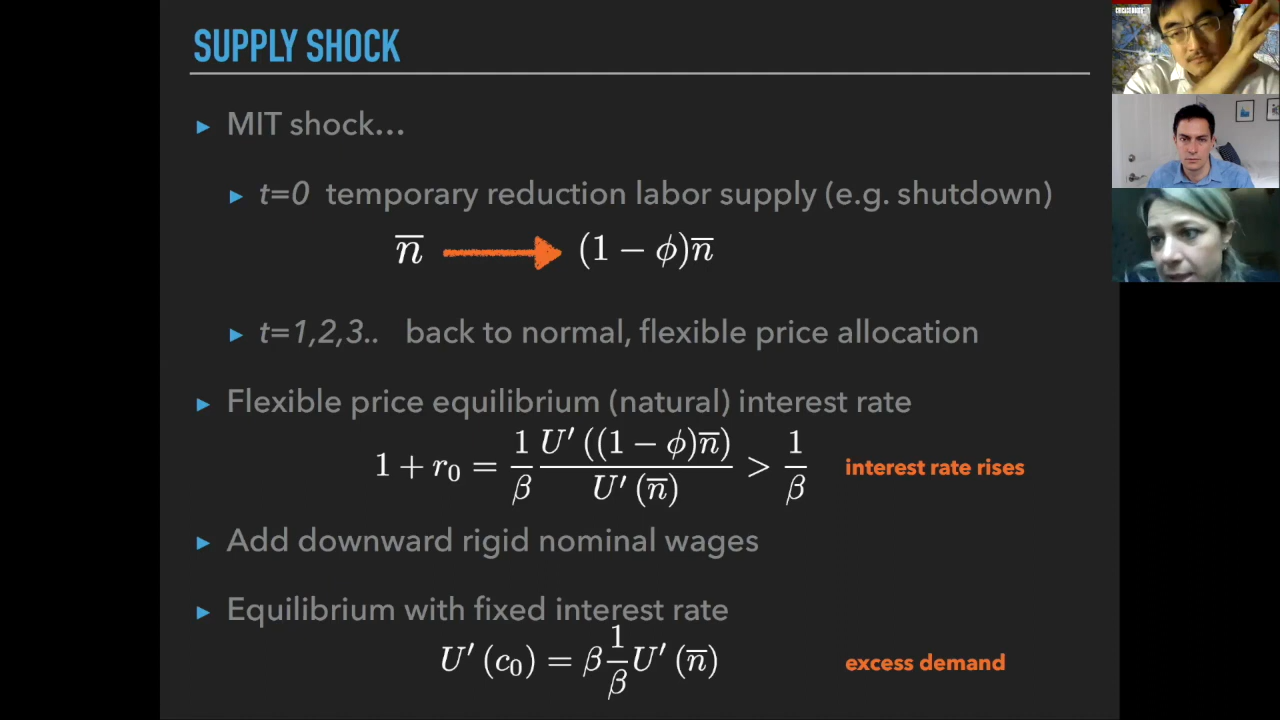 SUPPLY SHOCK
▸ MIT shock…
▸ t=0 temporary reduction labor supply (e.g. shutdown)
n̅ → (1 − ϕ)n̅
▸ t=1,2,3.. back to normal, flexible price allocation
▸ Flexible price equilibrium (natural) interest rate
1 + r₀ = (1/β) (U′((1 − ϕ)n̅) / U′(n̅)) > 1/β interest rate rises
▸ Add downward rigid nominal wages
▸ Equilibrium with fixed interest rate
U′(c₀) = β (1/β) U′(n̅) excess demand